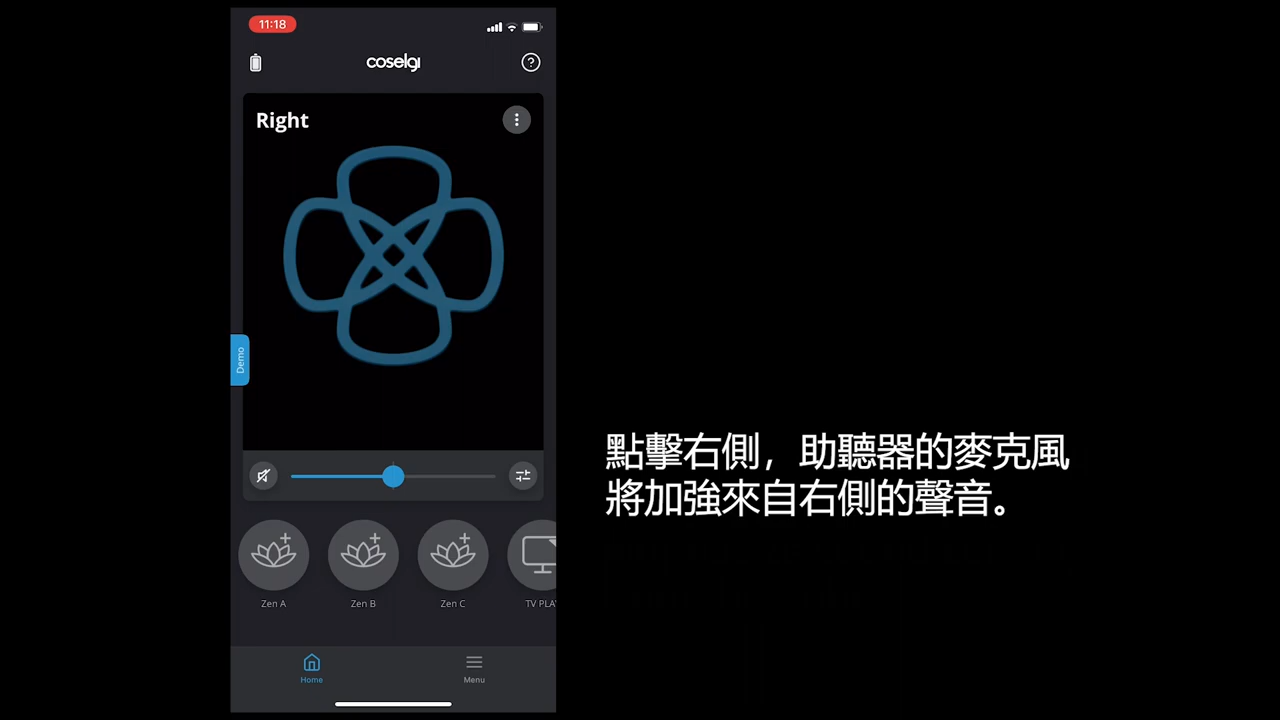 11:18
coselgi
Right
Demo
點擊右側，助聽器的麥克風
將加強來自右側的聲音。
Zen A
Zen B
Zen C
TV PLA
Home
Menu